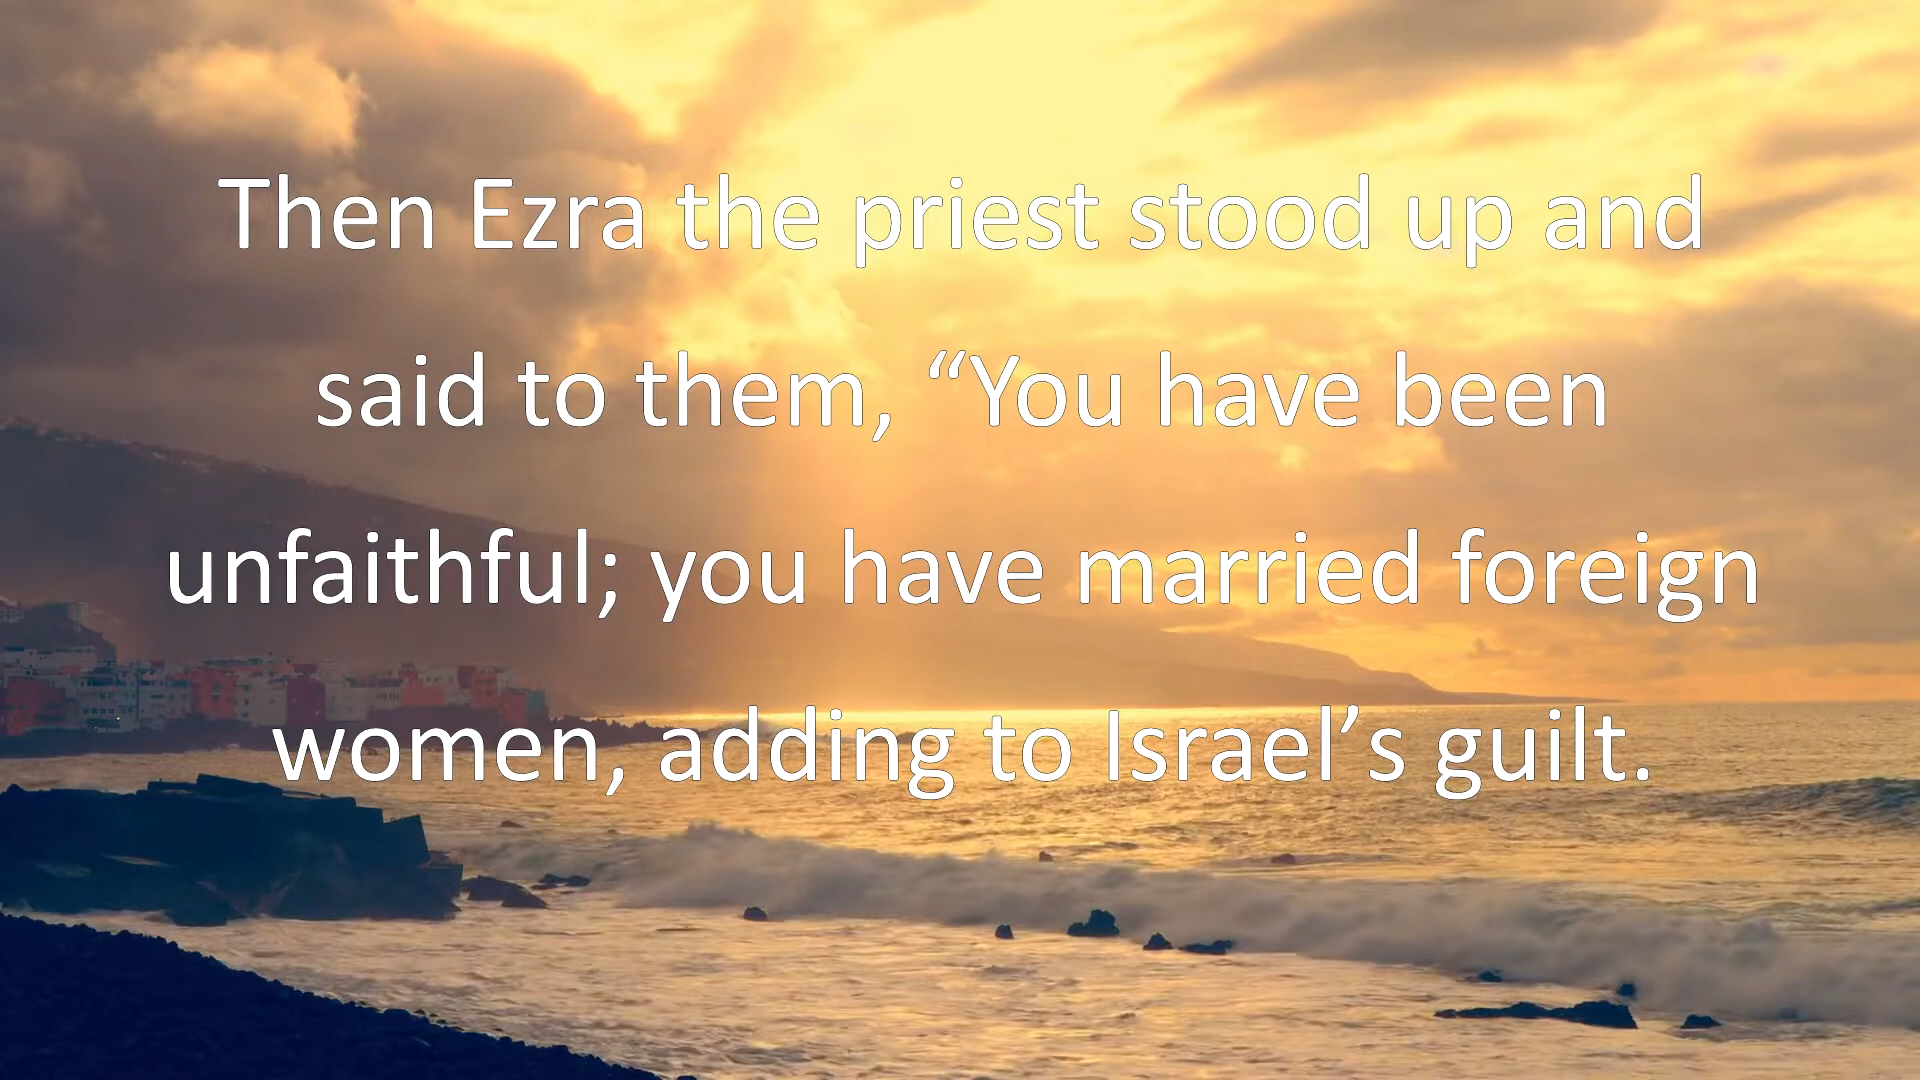 Then Ezra the priest stood up and
said to them, “You have been
unfaithful; you have married foreign
women, adding to Israel’s guilt.